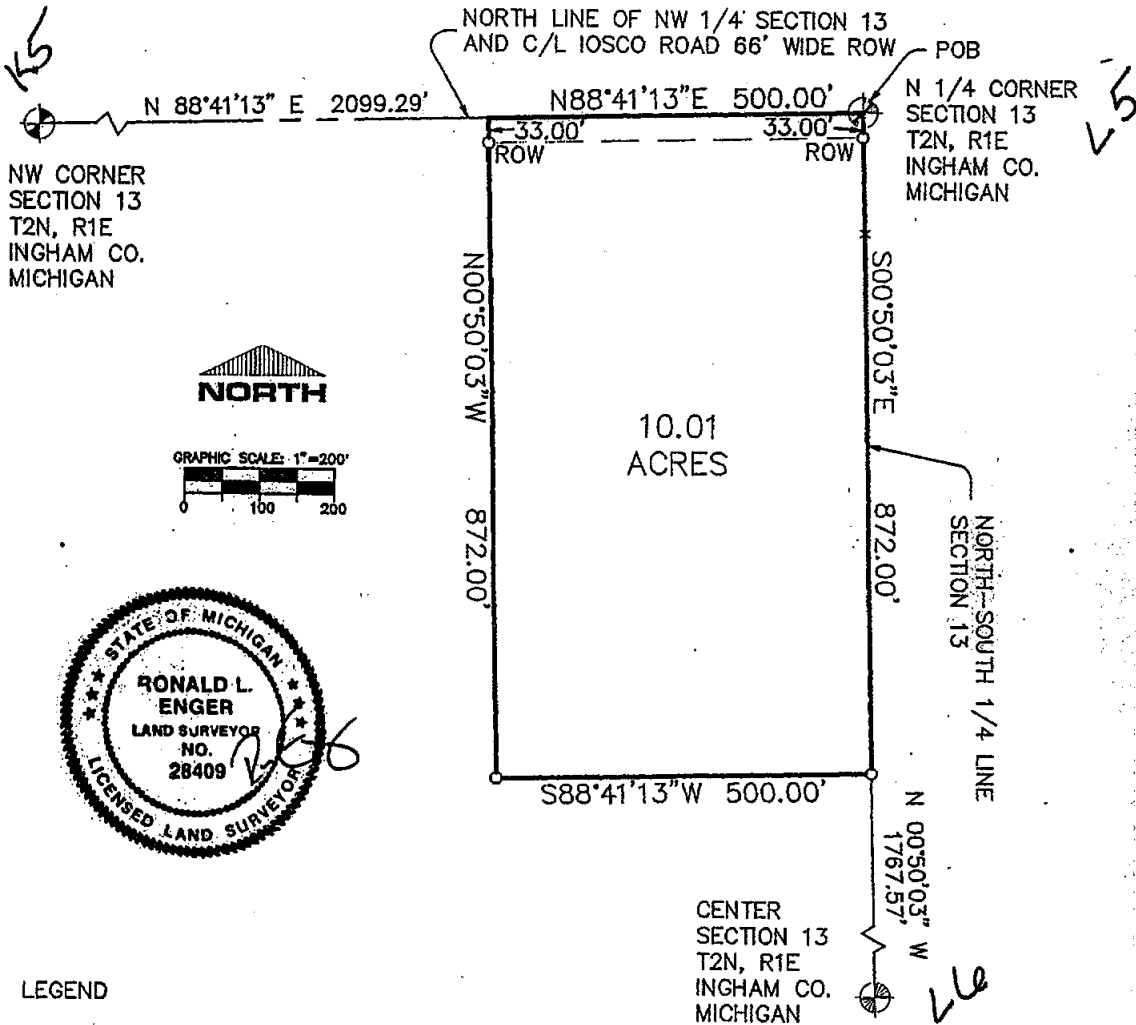 K5
NORTH LINE OF NW 1/4 SECTION 13
AND C/L IOSCO ROAD 66' WIDE ROW
POB
N 88°41'13" E 2099.29'
N88°41'13"E 500.00'
N 1/4 CORNER
SECTION 13
T2N, R1E
INGHAM CO.
MICHIGAN
L5
33.00'
ROW
33.00'
ROW
NW CORNER
SECTION 13
T2N, R1E
INGHAM CO.
MICHIGAN
N00°50'03"W 872.00'
S00°50'03"E 872.00'
NORTH
GRAPHIC SCALE: 1"=200'
0 100 200
10.01
ACRES
NORTH-SOUTH 1/4 LINE
SECTION 13
STATE OF MICHIGAN
RONALD L.
ENGER
LAND SURVEYOR
NO.
28409
LICENSED LAND SURVEYOR
S88°41'13"W 500.00'
N 00°50'03" W
1767.57'
CENTER
SECTION 13
T2N, R1E
INGHAM CO.
MICHIGAN
L6
LEGEND